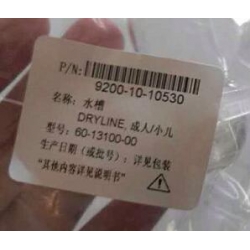 P/N:
9200-10-10530
名称：水槽
DRYLINE, 成人/小儿
型号：60-13100-00
生产日期（或批号）：详见包装
“其他内容详见说明书”